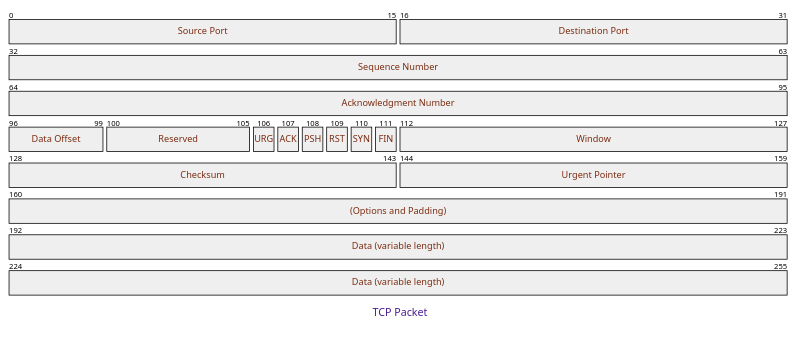 0 15 16 31
Source Port Destination Port
32 63
Sequence Number
64 95
Acknowledgment Number
96 99 100 105 106 107 108 109 110 111 112 127
Data Offset Reserved URG ACK PSH RST SYN FIN Window
128 143 144 159
Checksum Urgent Pointer
160 191
(Options and Padding)
192 223
Data (variable length)
224 255
Data (variable length)
TCP Packet